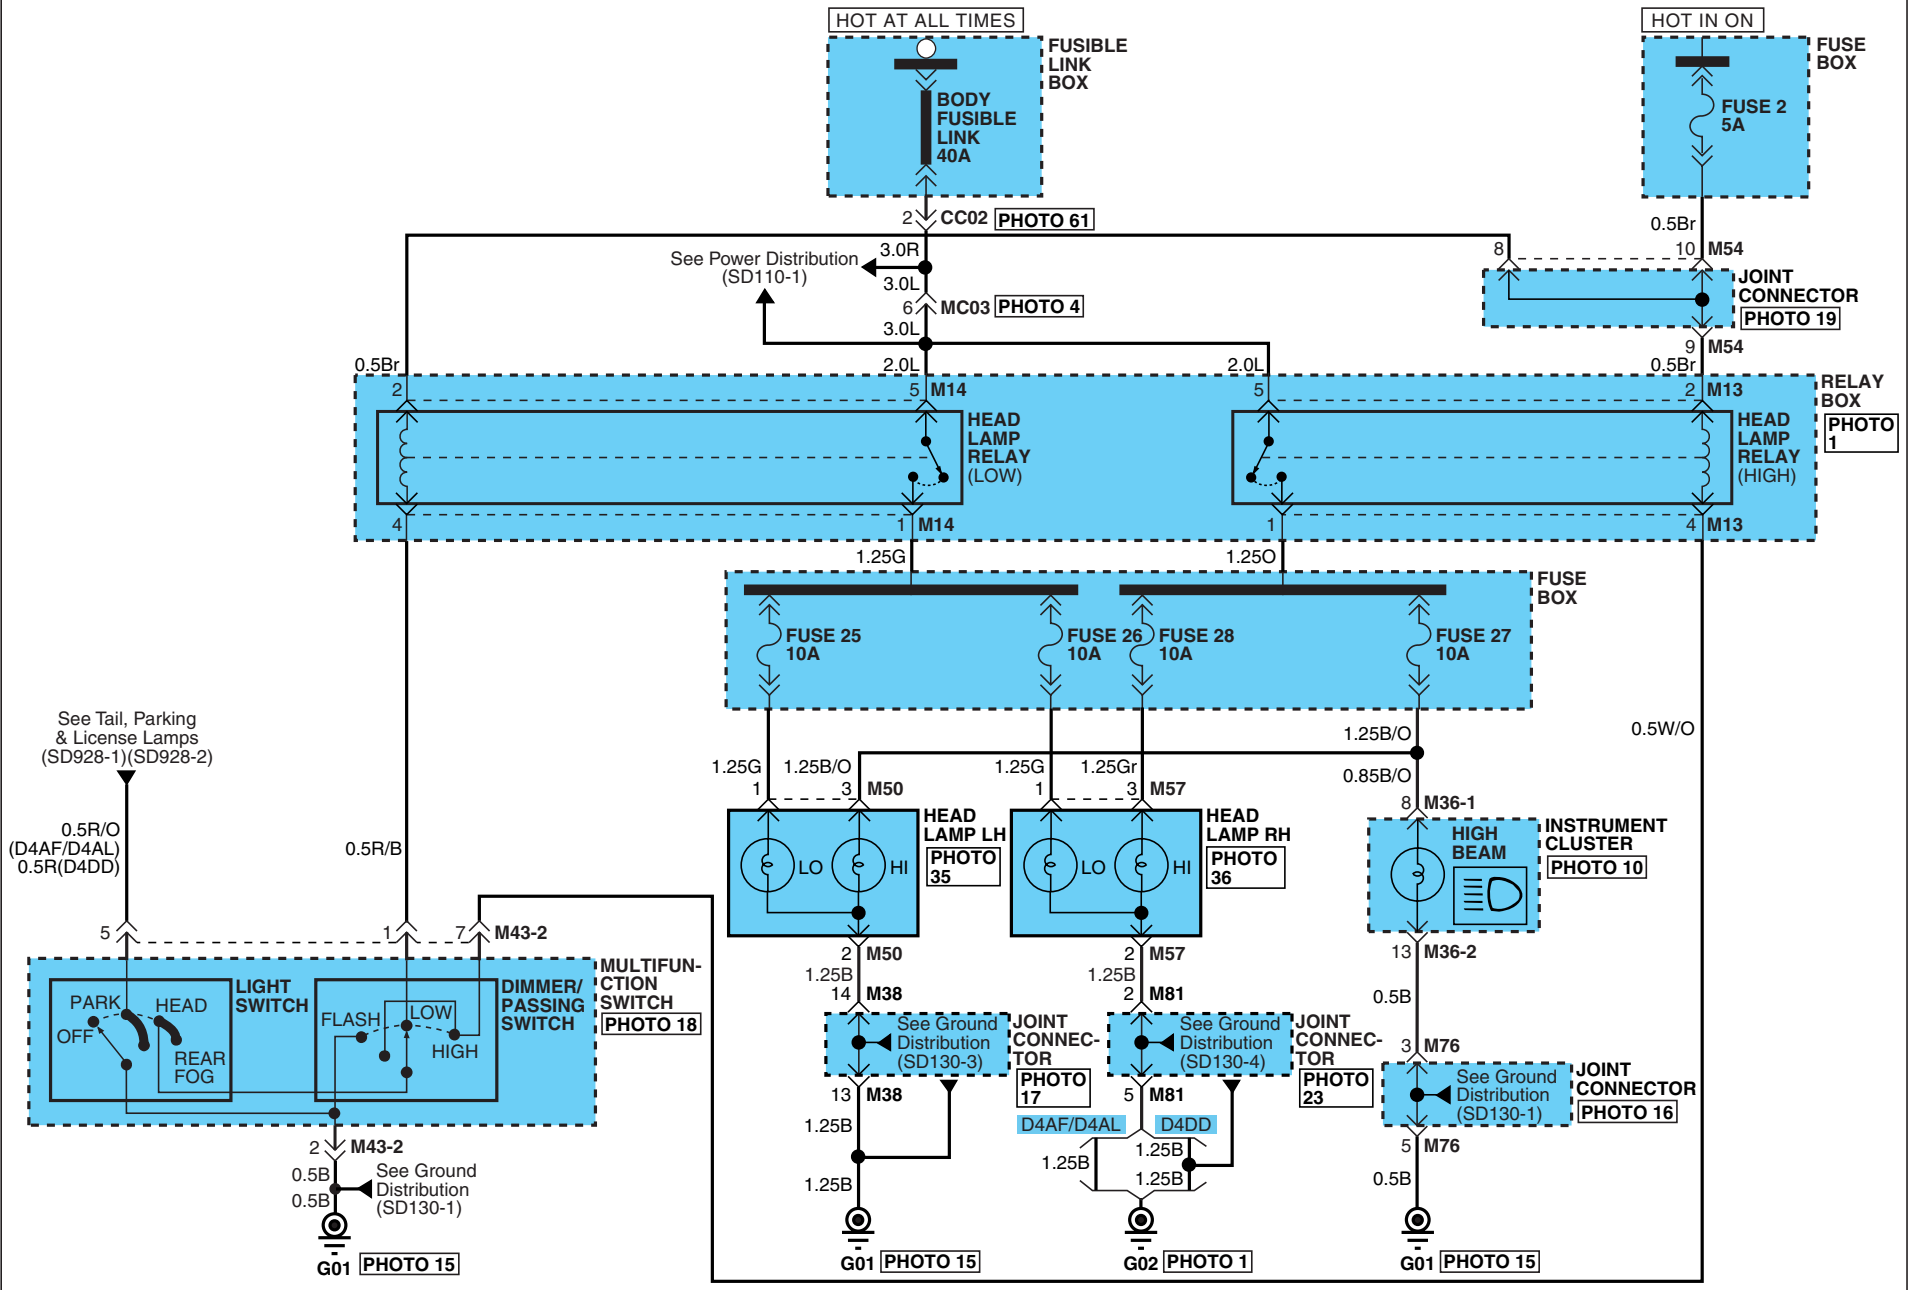 HOT AT ALL TIMES
HOT IN ON
FUSIBLE
LINK
BOX
BODY
FUSIBLE
LINK
40A
FUSE
BOX
FUSE 2
5A
2
CC02
PHOTO 61
0.5Br
See Power Distribution
(SD110-1)
3.0R
3.0L
6
MC03
PHOTO 4
3.0L
8
10
M54
JOINT
CONNECTOR
PHOTO 19
9
M54
0.5Br
2.0L
2.0L
0.5Br
2
5
M14
5
2
M13
RELAY
BOX
PHOTO
1
HEAD
LAMP
RELAY
(LOW)
HEAD
LAMP
RELAY
(HIGH)
4
1
M14
1
4
M13
1.25G
1.25O
FUSE
BOX
FUSE 25
10A
FUSE 26
10A
FUSE 28
10A
FUSE 27
10A
See Tail, Parking
& License Lamps
(SD928-1)(SD928-2)
1.25B/O
0.5W/O
1.25G
1.25B/O
1.25G
1.25Gr
0.85B/O
1
3
M50
1
3
M57
8
M36-1
0.5R/O
(D4AF/D4AL)
0.5R(D4DD)
0.5R/B
HEAD
LAMP LH
PHOTO
35
LO
HI
HEAD
LAMP RH
PHOTO
36
LO
HI
HIGH
BEAM
INSTRUMENT
CLUSTER
PHOTO 10
5
1
7
M43-2
2
M50
2
M57
13
M36-2
1.25B
1.25B
0.5B
14
M38
2
M81
3
M76
LIGHT
SWITCH
PARK
HEAD
OFF
REAR
FOG
DIMMER/
PASSING
SWITCH
FLASH
LOW
HIGH
MULTIFUN-
CTION
SWITCH
PHOTO 18
See Ground
Distribution
(SD130-3)
JOINT
CONNEC-
TOR
PHOTO
17
See Ground
Distribution
(SD130-4)
JOINT
CONNEC-
TOR
PHOTO
23
See Ground
Distribution
(SD130-1)
JOINT
CONNECTOR
PHOTO 16
13
M38
5
M81
5
M76
1.25B
D4AF/D4AL
D4DD
2
M43-2
0.5B
0.5B
See Ground
Distribution
(SD130-1)
1.25B
1.25B
1.25B
1.25B
0.5B
G01
PHOTO 15
G01
PHOTO 15
G02
PHOTO 1
G01
PHOTO 15